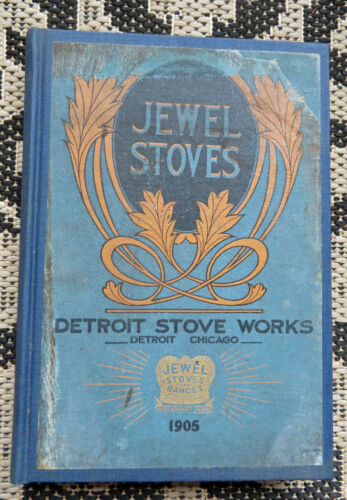 JEWEL
STOVES
DETROIT STOVE WORKS
DETROIT CHICAGO
JEWEL
STOVES
RANGES
1905